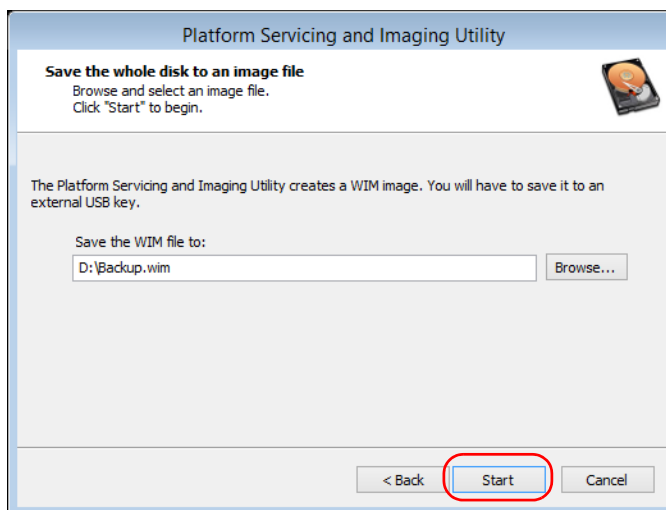 Platform Servicing and Imaging Utility
Save the whole disk to an image file
Browse and select an image file.
Click "Start" to begin.
The Platform Servicing and Imaging Utility creates a WIM image. You will have to save it to an
external USB key.
Save the WIM file to:
D:\Backup.wim
Browse...
< Back
Start
Cancel